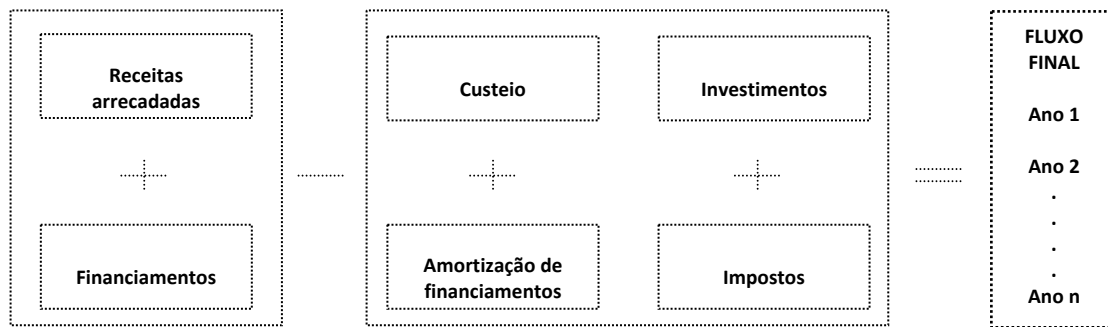 Receitas
arrecadadas
Financiamentos
Custeio
Amortização de
financiamentos
Investimentos
Impostos
FLUXO
FINAL
Ano 1
Ano 2
.
.
.
.
Ano n